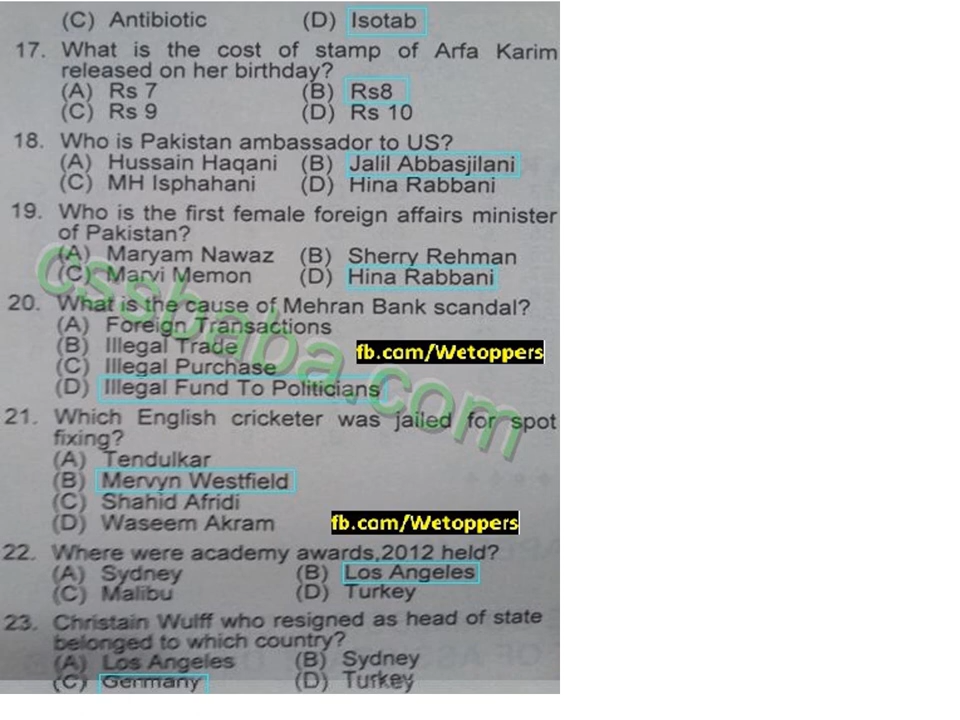 (C) Antibiotic (D) Isotab
17. What is the cost of stamp of Arfa Karim
released on her birthday?
(A) Rs 7 (B) Rs8
(C) Rs 9 (D) Rs 10
18. Who is Pakistan ambassador to US?
(A) Hussain Haqani (B) Jalil Abbasjilani
(C) MH Isphahani (D) Hina Rabbani
19. Who is the first female foreign affairs minister
of Pakistan?
(A) Maryam Nawaz (B) Sherry Rehman
(C) Marvi Memon (D) Hina Rabbani
20. What is the cause of Mehran Bank scandal?
(A) Foreign Transactions
(B) Illegal Trade
fb.com/Wetoppers
(C) Illegal Purchase
(D) Illegal Fund To Politicians
cssbaba.com
21. Which English cricketer was jailed for spot
fixing?
(A) Tendulkar
(B) Mervyn Westfield
(C) Shahid Afridi
(D) Waseem Akram
fb.com/Wetoppers
22. Where were academy awards,2012 held?
(A) Sydney (B) Los Angeles
(C) Malibu (D) Turkey
23. Christain Wulff who resigned as head of state
belonged to which country?
(A) Los Angeles (B) Sydney
(C) Germany (D) Turkey